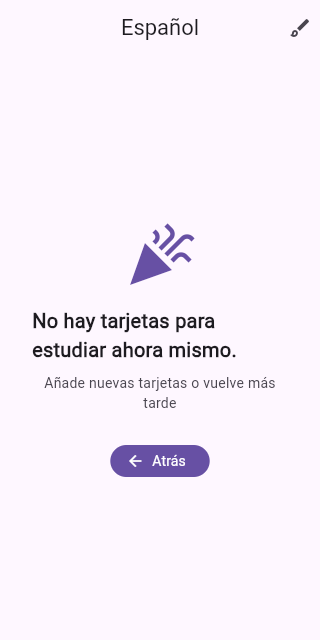 Español
No hay tarjetas para
estudiar ahora mismo.
Añade nuevas tarjetas o vuelve más
tarde
Atrás